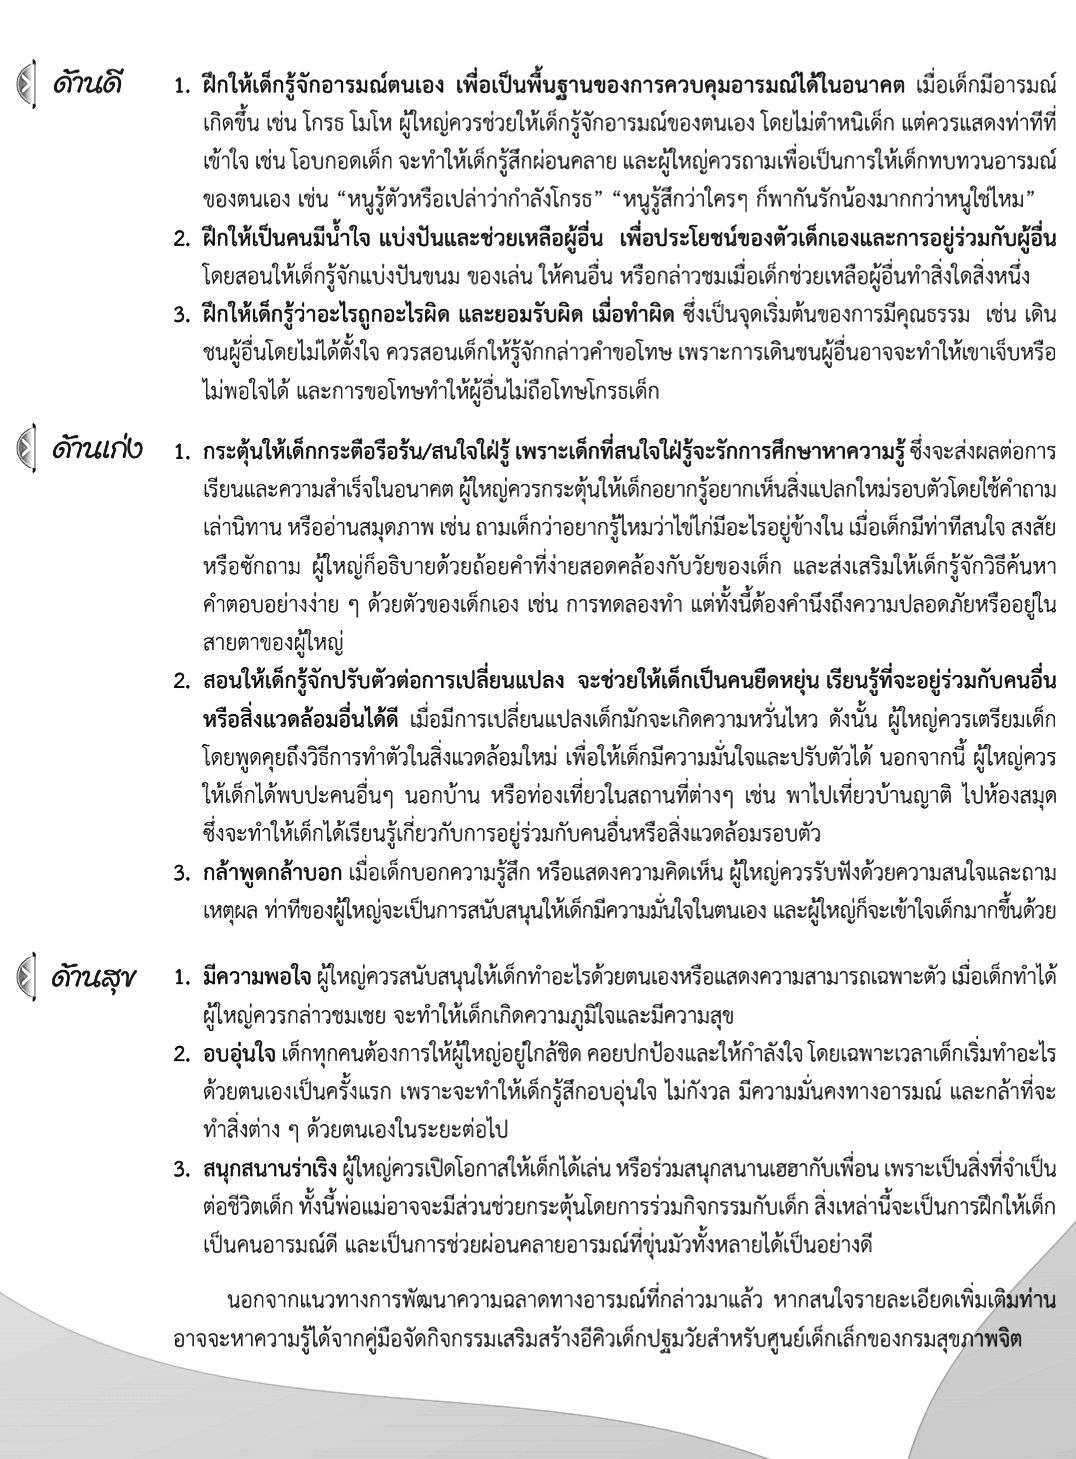 ด้านดี
1. ฝึกให้เด็กรู้จักอารมณ์ตนเอง เพื่อเป็นพื้นฐานของการควบคุมอารมณ์ได้ในอนาคต เมื่อเด็กมีอารมณ์
เกิดขึ้น เช่น โกรธ โมโห ผู้ใหญ่ควรช่วยให้เด็กรู้จักอารมณ์ของตนเอง โดยไม่ตำหนิเด็ก แต่ควรแสดงท่าทีที่
เข้าใจ เช่น โอบกอดเด็ก จะทำให้เด็กรู้สึกผ่อนคลาย และผู้ใหญ่ควรถามเพื่อเป็นการให้เด็กทบทวนอารมณ์
ของตนเอง เช่น “หนูรู้ตัวหรือเปล่าว่ากำลังโกรธ” “หนูรู้สึกว่าใครๆ ก็พากันรักน้องมากกว่าหนูใช่ไหม”
2. ฝึกให้เป็นคนมีน้ำใจ แบ่งปันและช่วยเหลือผู้อื่น เพื่อประโยชน์ของตัวเด็กเองและการอยู่ร่วมกับผู้อื่น
โดยสอนให้เด็กรู้จักแบ่งปันขนม ของเล่น ให้คนอื่น หรือกล่าวชมเมื่อเด็กช่วยเหลือผู้อื่นทำสิ่งใดสิ่งหนึ่ง
3. ฝึกให้เด็กรู้ว่าอะไรถูกอะไรผิด และยอมรับผิด เมื่อทำผิด ซึ่งเป็นจุดเริ่มต้นของการมีคุณธรรม เช่น เดิน
ชนผู้อื่นโดยไม่ได้ตั้งใจ ควรสอนเด็กให้รู้จักกล่าวคำขอโทษ เพราะการเดินชนผู้อื่นอาจจะทำให้เขาเจ็บหรือ
ไม่พอใจได้ และการขอโทษทำให้ผู้อื่นไม่ถือโทษโกรธเด็ก
ด้านเก่ง
1. กระตุ้นให้เด็กกระตือรือร้น/สนใจใฝ่รู้ เพราะเด็กที่สนใจใฝ่รู้จะรักการศึกษาหาความรู้ ซึ่งจะส่งผลต่อการ
เรียนและความสำเร็จในอนาคต ผู้ใหญ่ควรกระตุ้นให้เด็กอยากรู้อยากเห็นสิ่งแปลกใหม่รอบตัวโดยใช้คำถาม
เล่านิทาน หรืออ่านสมุดภาพ เช่น ถามเด็กว่าอยากรู้ไหมว่าไข่ไก่มีอะไรอยู่ข้างใน เมื่อเด็กมีท่าทีสนใจ สงสัย
หรือซักถาม ผู้ใหญ่ก็อธิบายด้วยถ้อยคำที่ง่ายสอดคล้องกับวัยของเด็ก และส่งเสริมให้เด็กรู้จักวิธีค้นหา
คำตอบอย่างง่าย ๆ ด้วยตัวของเด็กเอง เช่น การทดลองทำ แต่ทั้งนี้ต้องคำนึงถึงความปลอดภัยหรืออยู่ใน
สายตาของผู้ใหญ่
2. สอนให้เด็กรู้จักปรับตัวต่อการเปลี่ยนแปลง จะช่วยให้เด็กเป็นคนยืดหยุ่น เรียนรู้ที่จะอยู่ร่วมกับคนอื่น
หรือสิ่งแวดล้อมอื่นได้ดี เมื่อมีการเปลี่ยนแปลงเด็กมักจะเกิดความหวั่นไหว ดังนั้น ผู้ใหญ่ควรเตรียมเด็ก
โดยพูดคุยถึงวิธีการทำตัวในสิ่งแวดล้อมใหม่ เพื่อให้เด็กมีความมั่นใจและปรับตัวได้ นอกจากนี้ ผู้ใหญ่ควร
ให้เด็กได้พบปะคนอื่นๆ นอกบ้าน หรือท่องเที่ยวในสถานที่ต่างๆ เช่น พาไปเที่ยวบ้านญาติ ไปห้องสมุด
ซึ่งจะทำให้เด็กได้เรียนรู้เกี่ยวกับการอยู่ร่วมกับคนอื่นหรือสิ่งแวดล้อมรอบตัว
3. กล้าพูดกล้าบอก เมื่อเด็กบอกความรู้สึก หรือแสดงความคิดเห็น ผู้ใหญ่ควรรับฟังด้วยความสนใจและถาม
เหตุผล ท่าทีของผู้ใหญ่จะเป็นการสนับสนุนให้เด็กมีความมั่นใจในตนเอง และผู้ใหญ่ก็จะเข้าใจเด็กมากขึ้นด้วย
ด้านสุข
1. มีความพอใจ ผู้ใหญ่ควรสนับสนุนให้เด็กทำอะไรด้วยตนเองหรือแสดงความสามารถเฉพาะตัว เมื่อเด็กทำได้
ผู้ใหญ่ควรกล่าวชมเชย จะทำให้เด็กเกิดความภูมิใจและมีความสุข
2. อบอุ่นใจ เด็กทุกคนต้องการให้ผู้ใหญ่อยู่ใกล้ชิด คอยปกป้องและให้กำลังใจ โดยเฉพาะเวลาเด็กเริ่มทำอะไร
ด้วยตนเองเป็นครั้งแรก เพราะจะทำให้เด็กรู้สึกอบอุ่นใจ ไม่กังวล มีความมั่นคงทางอารมณ์ และกล้าที่จะ
ทำสิ่งต่าง ๆ ด้วยตนเองในระยะต่อไป
3. สนุกสนานร่าเริง ผู้ใหญ่ควรเปิดโอกาสให้เด็กได้เล่น หรือร่วมสนุกสนานเฮฮากับเพื่อน เพราะเป็นสิ่งที่จำเป็น
ต่อชีวิตเด็ก ทั้งนี้พ่อแม่อาจจะมีส่วนช่วยกระตุ้นโดยการร่วมกิจกรรมกับเด็ก สิ่งเหล่านี้จะเป็นการฝึกให้เด็ก
เป็นคนอารมณ์ดี และเป็นการช่วยผ่อนคลายอารมณ์ที่ขุ่นมัวทั้งหลายได้เป็นอย่างดี
นอกจากแนวทางการพัฒนาความฉลาดทางอารมณ์ที่กล่าวมาแล้ว หากสนใจรายละเอียดเพิ่มเติมท่าน
อาจจะหาความรู้ได้จากคู่มือจัดกิจกรรมเสริมสร้างอีคิวเด็กปฐมวัยสำหรับศูนย์เด็กเล็กของกรมสุขภาพจิต